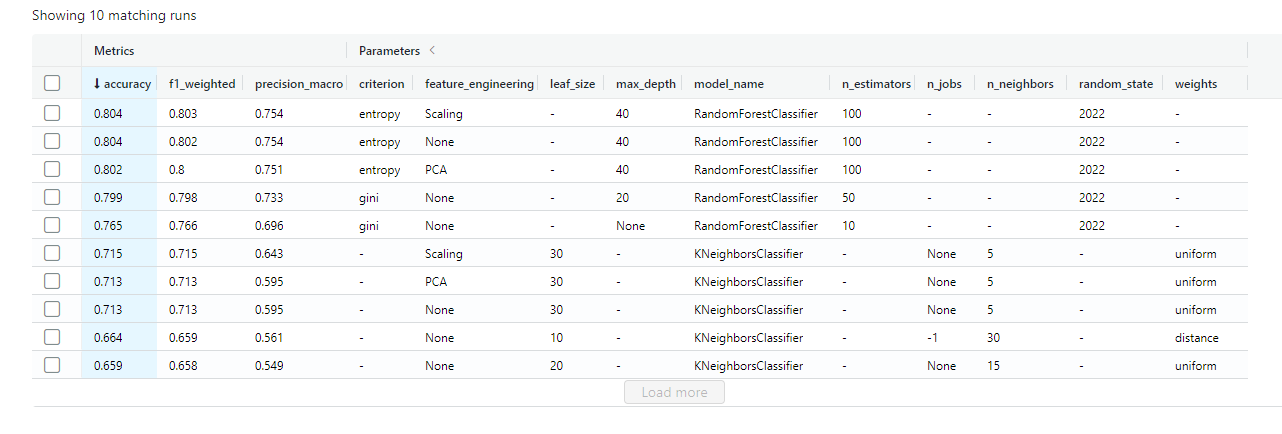 Showing 10 matching runs
Metrics Parameters <
↓ accuracy f1_weighted precision_macro criterion feature_engineering leaf_size max_depth model_name n_estimators n_jobs n_neighbors random_state weights
0.804 0.803 0.754 entropy Scaling - 40 RandomForestClassifier 100 - - 2022 -
0.804 0.802 0.754 entropy None - 40 RandomForestClassifier 100 - - 2022 -
0.802 0.8 0.751 entropy PCA - 40 RandomForestClassifier 100 - - 2022 -
0.799 0.798 0.733 gini None - 20 RandomForestClassifier 50 - - 2022 -
0.765 0.766 0.696 gini None - None RandomForestClassifier 10 - - 2022 -
0.715 0.715 0.643 - Scaling 30 - KNeighborsClassifier - None 5 - uniform
0.713 0.713 0.595 - PCA 30 - KNeighborsClassifier - None 5 - uniform
0.713 0.713 0.595 - None 30 - KNeighborsClassifier - None 5 - uniform
0.664 0.659 0.561 - None 10 - KNeighborsClassifier - -1 30 - distance
0.659 0.658 0.549 - None 20 - KNeighborsClassifier - None 15 - uniform
Load more